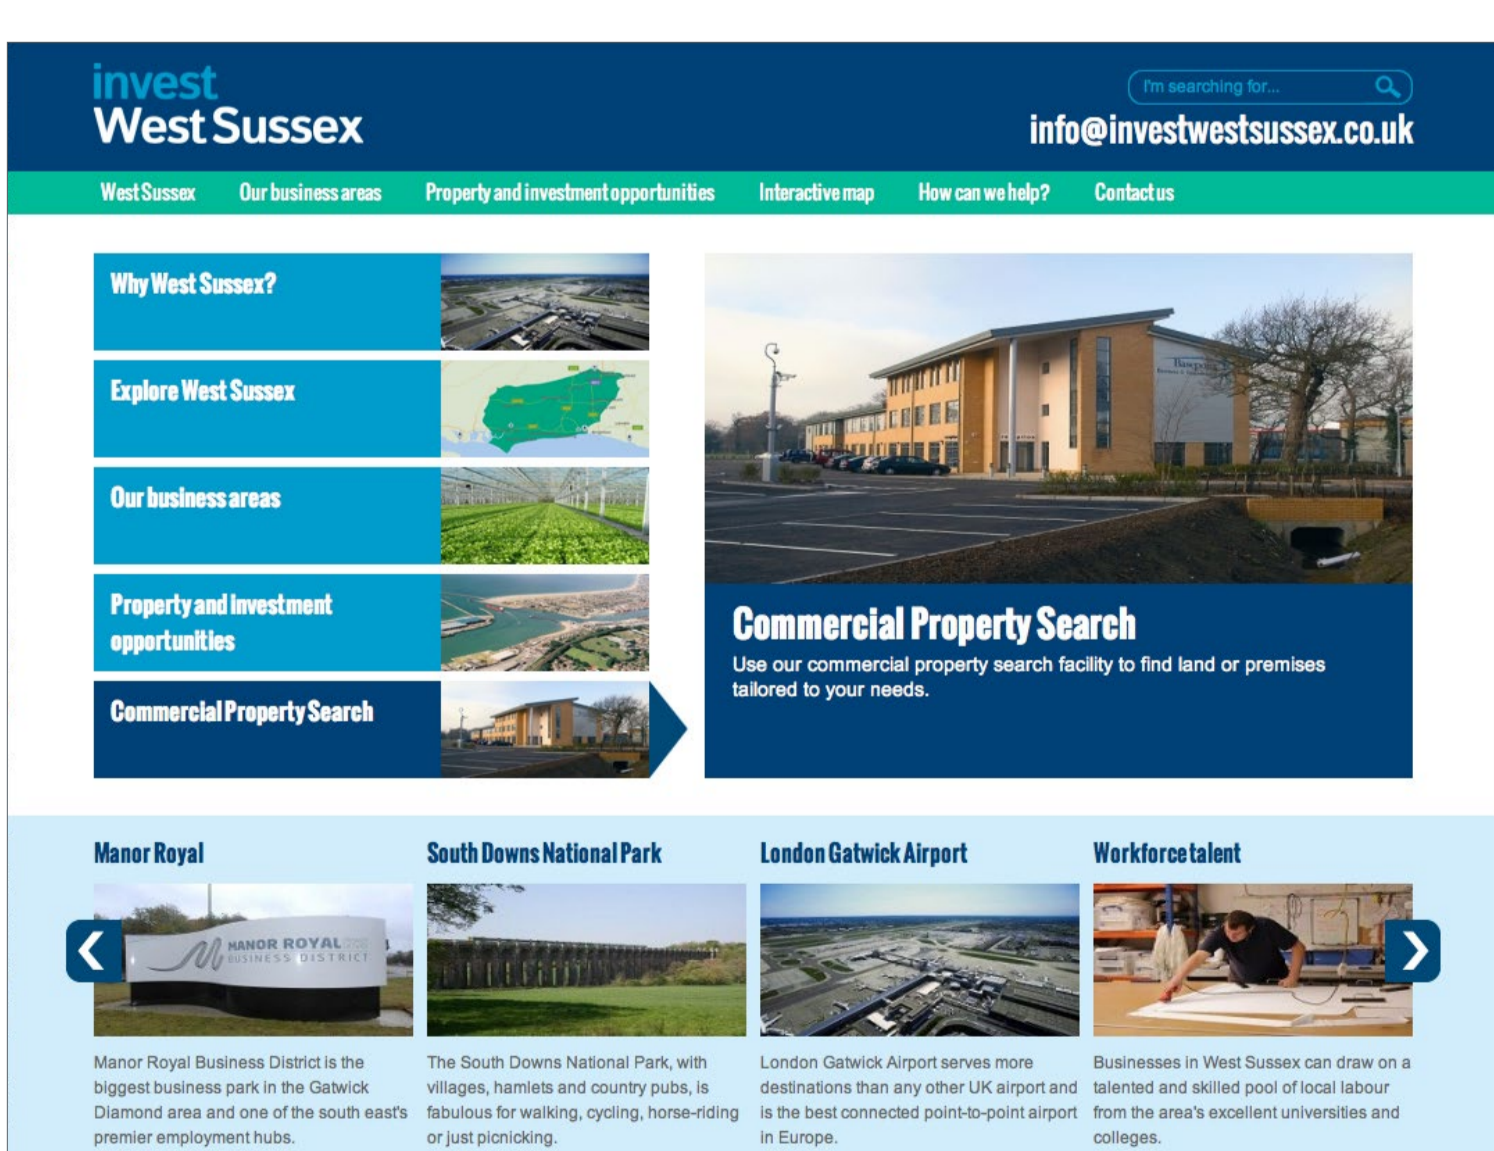 invest
West Sussex
I'm searching for...
info@investwestsussex.co.uk
West Sussex Our business areas Property and investment opportunities Interactive map How can we help? Contact us
Why West Sussex?
Explore West Sussex
Our business areas
Property and investment
opportunities
Commercial Property Search
Commercial Property Search
Use our commercial property search facility to find land or premises
tailored to your needs.
Manor Royal
MANOR ROYAL
BUSINESS DISTRICT
Manor Royal Business District is the
biggest business park in the Gatwick
Diamond area and one of the south east's
premier employment hubs.
South Downs National Park
The South Downs National Park, with
villages, hamlets and country pubs, is
fabulous for walking, cycling, horse-riding
or just picnicking.
London Gatwick Airport
London Gatwick Airport serves more
destinations than any other UK airport and
is the best connected point-to-point airport
in Europe.
Workforce talent
Businesses in West Sussex can draw on a
talented and skilled pool of local labour
from the area's excellent universities and
colleges.